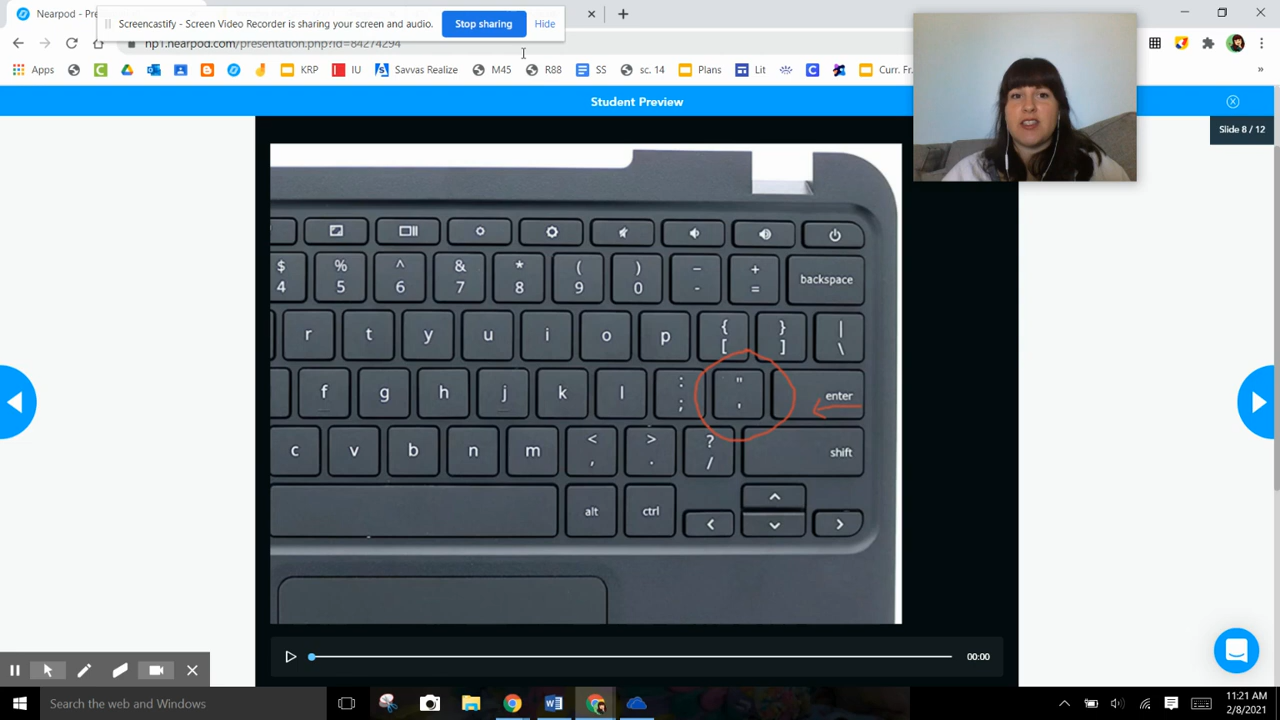 Nearpod - Pre
Screencastify - Screen Video Recorder is sharing your screen and audio. Stop sharing Hide
np1.nearpod.com/presentation.php?id=84274294
Apps KRP IU Savvas Realize M45 R88 SS sc. 14 Plans Lit Curr. Fr.
Student Preview
Slide 8 / 12
$ % ^ & * ( ) _ +
4 5 6 7 8 9 0 - = backspace
r t y u i o p { [ } ] | \
f g h j k l : ; " ' enter
c v b n m < , > . ? / shift
alt ctrl
00:00
Search the web and Windows
11:21 AM
2/8/2021